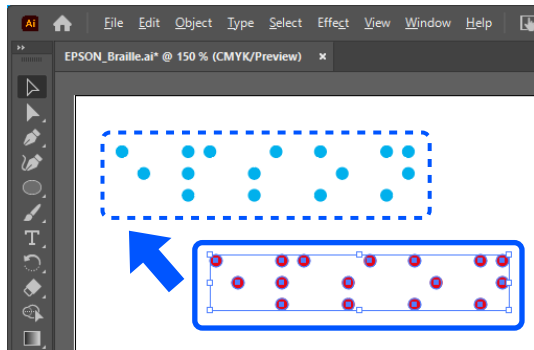 Ai File Edit Object Type Select Effect View Window Help
EPSON_Braille.ai* @ 150 % (CMYK/Preview) ×
T